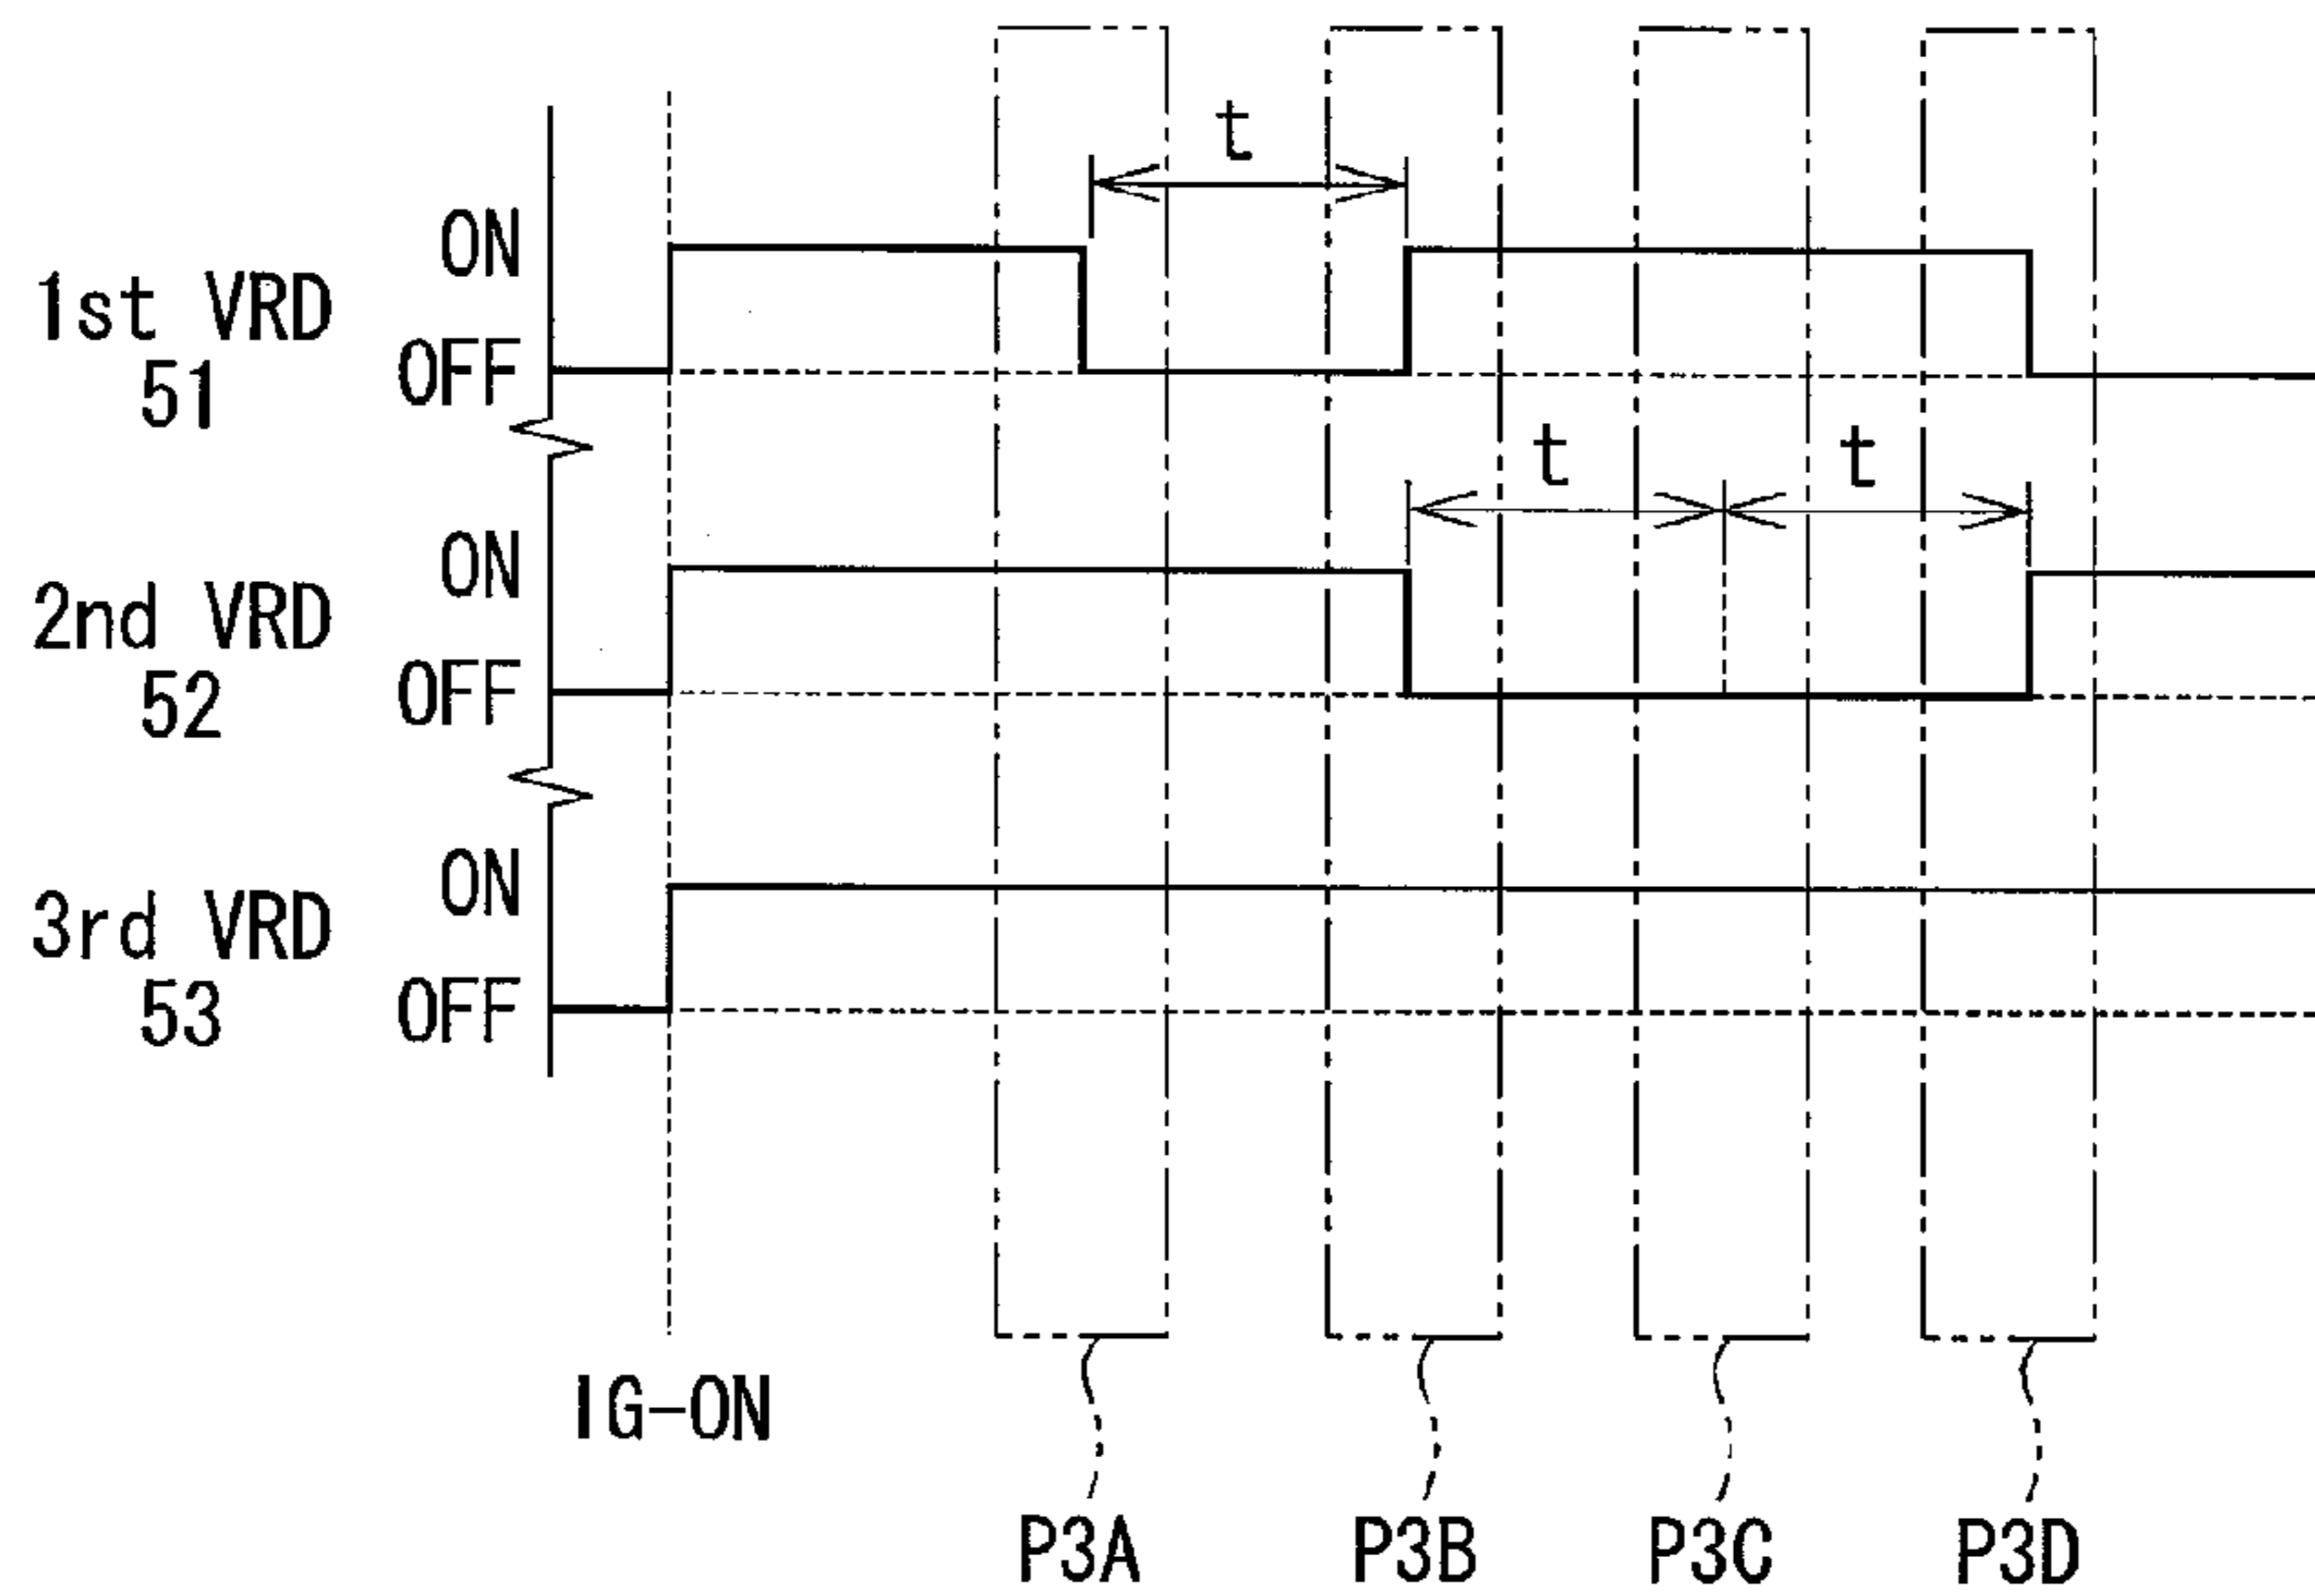 t
ON
1st VRD
51
OFF
t
t
ON
2nd VRD
52
OFF
ON
3rd VRD
53
OFF
IG-ON
P3A
P3B
P3C
P3D